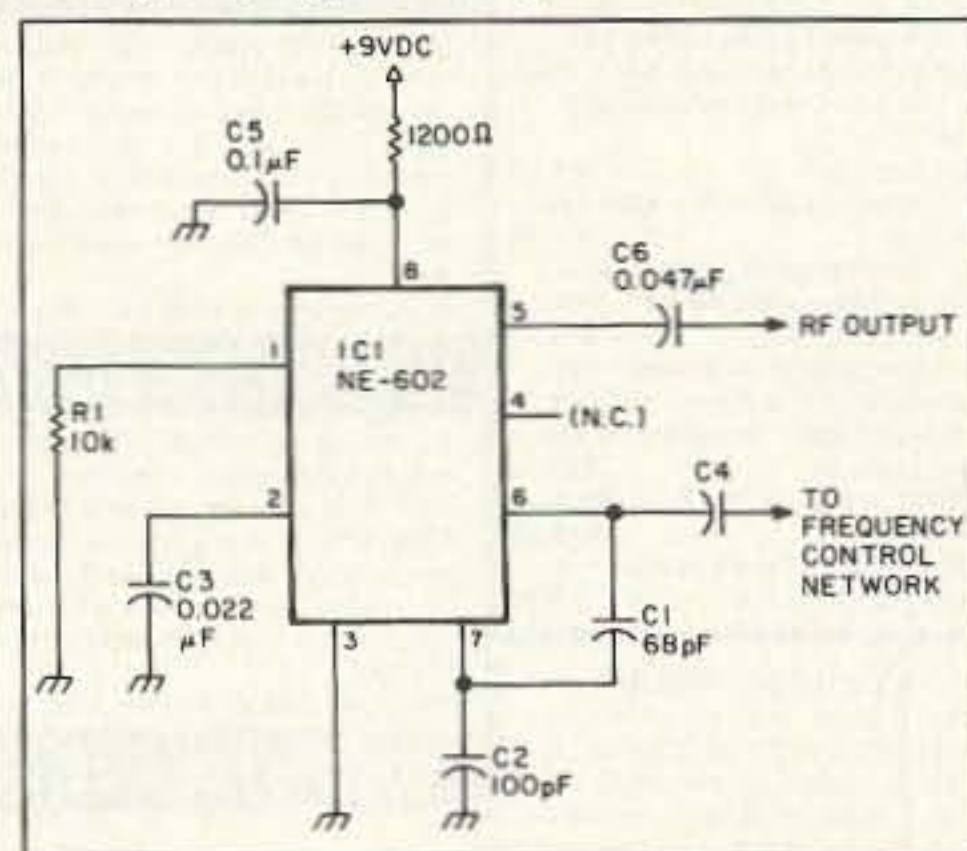 +9VDC
1200Ω
C5
0.1µF
8
C6
0.047µF
5
RF OUTPUT
1
IC1
NE-602
4
(N.C.)
R1
10k
2
6
C4
TO
FREQUENCY
CONTROL
NETWORK
C3
0.022
µF
3
7
C1
68pF
C2
100pF